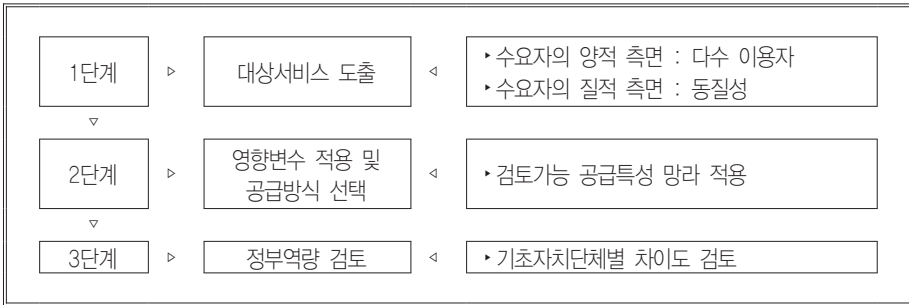 1단계 ▷ 대상서비스 도출 ◁ ‣수요자의 양적 측면 : 다수 이용자
‣수요자의 질적 측면 : 동질성
▽
2단계 ▷ 영향변수 적용 및 공급방식 선택 ◁ ‣검토가능 공급특성 망라 적용
▽
3단계 ▷ 정부역량 검토 ◁ ‣기초자치단체별 차이도 검토